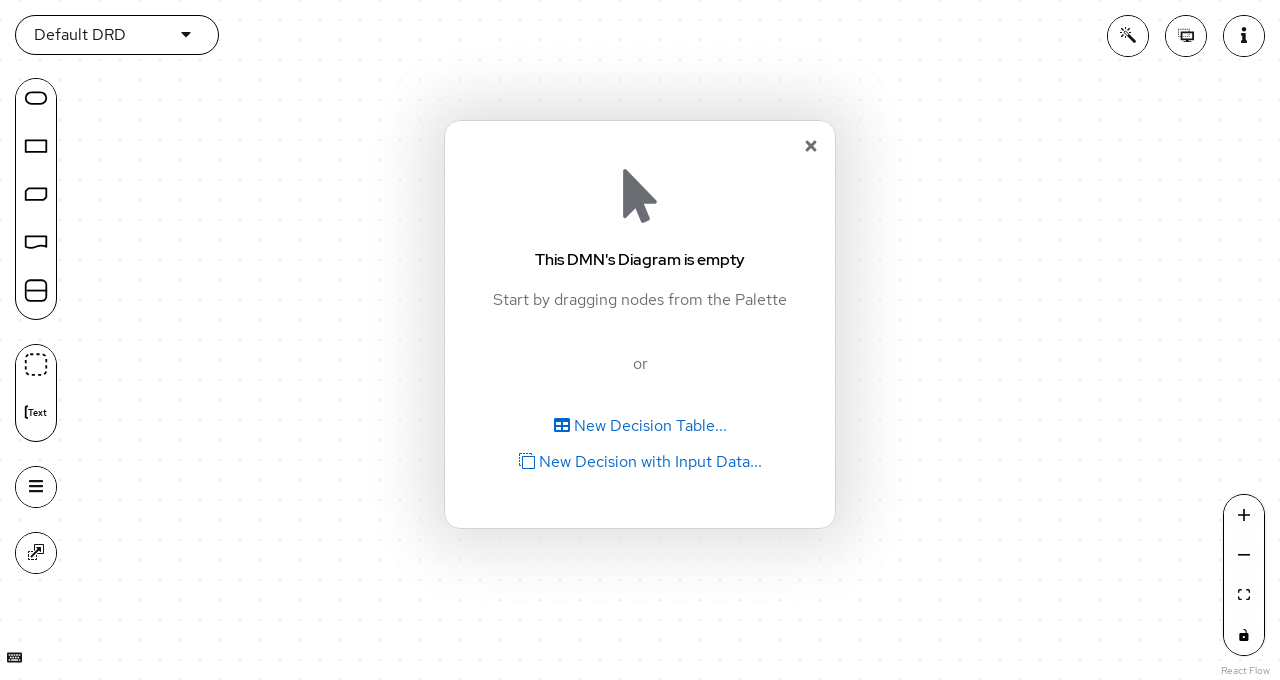 Default DRD
This DMN's Diagram is empty
Start by dragging nodes from the Palette
or
New Decision Table...
New Decision with Input Data...
Text
React Flow